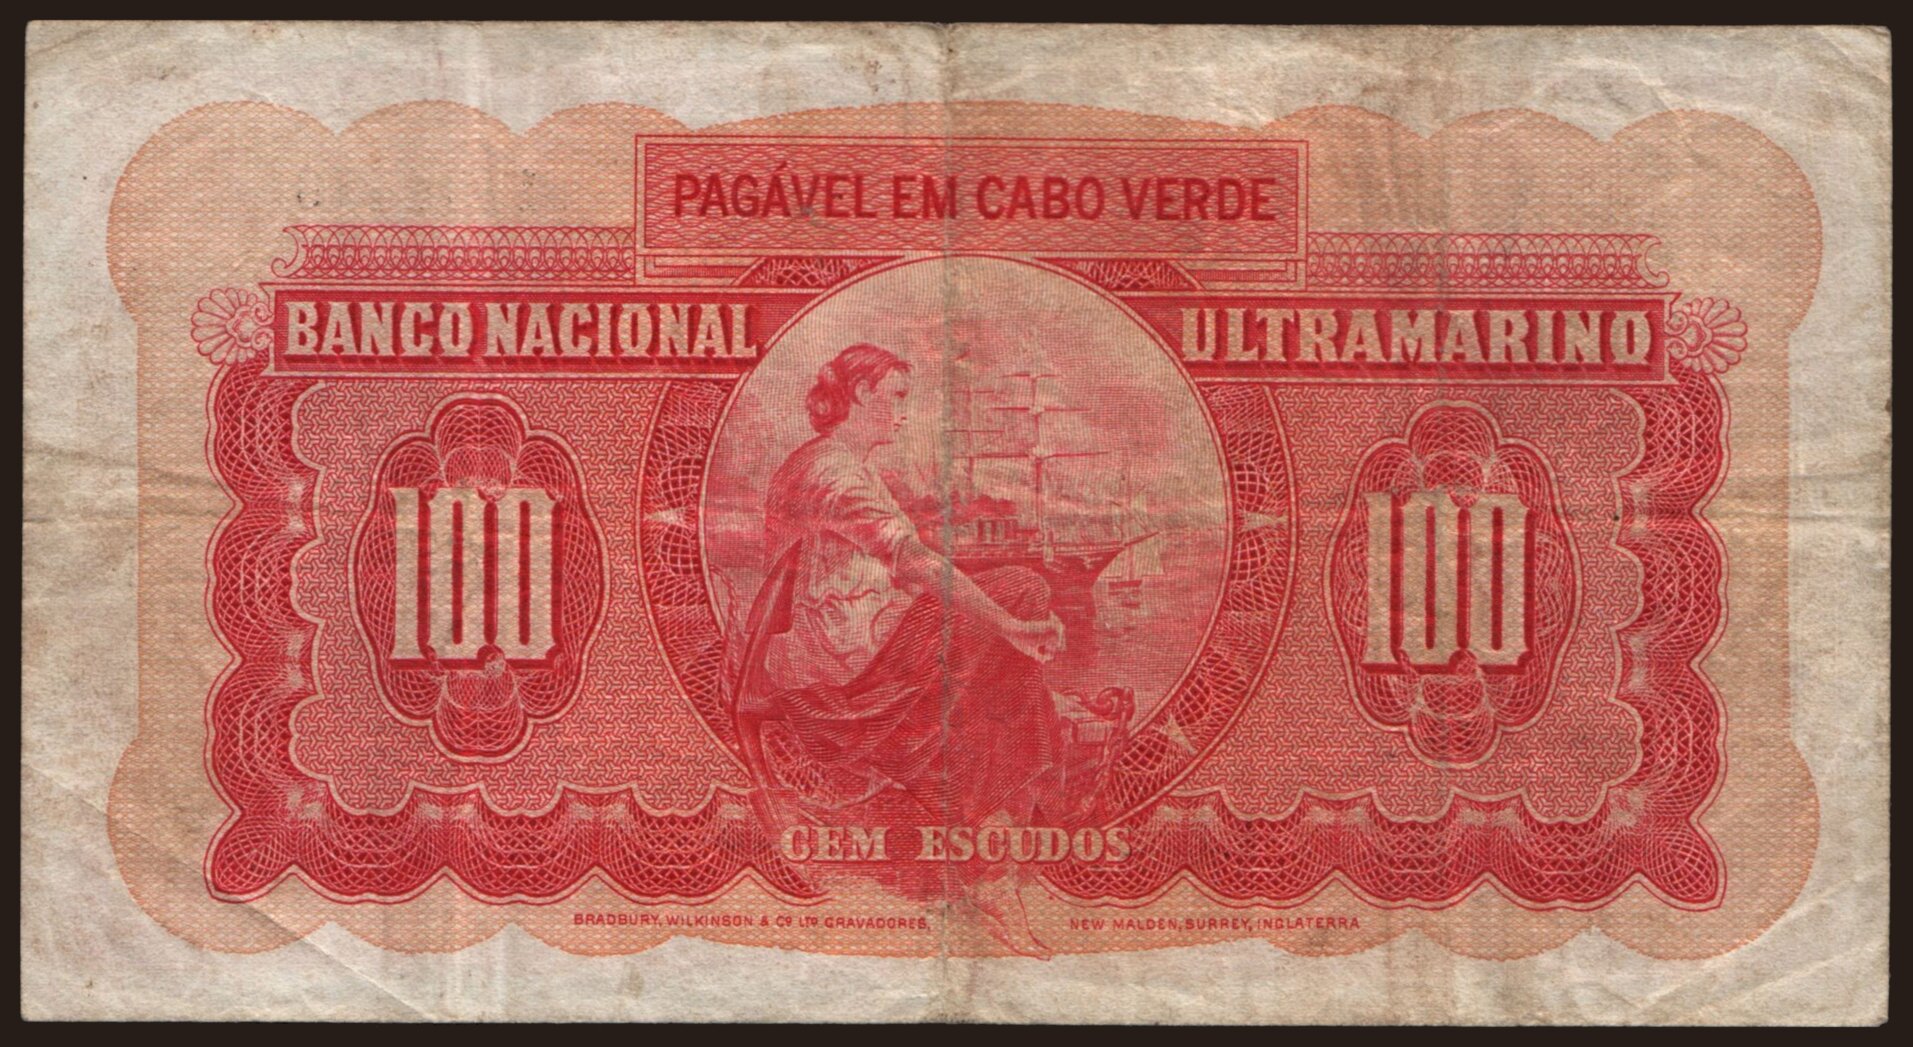 PAGÁVEL EM CABO VERDE
BANCO NACIONAL ULTRAMARINO
100 100
CEM ESCUDOS
BRADBURY, WILKINSON & Cº LTD GRAVADORES, NEW MALDEN, SURREY, INGLATERRA